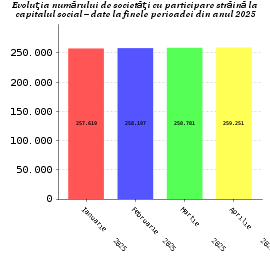 Evoluția numărului de societăți cu participare străină la
capitalul social – date la finele perioadei din anul 2025
250.000
200.000
150.000
100.000
50.000
0
257.619
258.197
258.781
259.251
Ianuarie 2025
Februarie 2025
Martie 2025
Aprilie